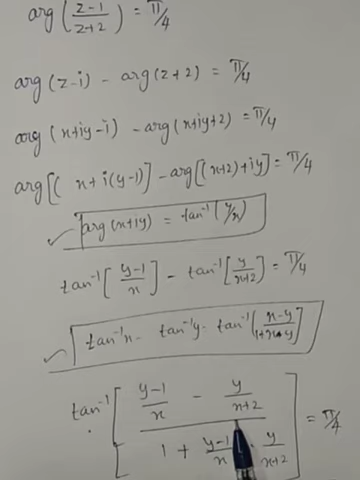 arg(z-1/z+2) = π/4
arg(z-i) - arg(z+2) = π/4
arg(x+iy-i) - arg(x+iy+2) = π/4
arg[(x+i(y-1)] - arg[(x+2)+iy] = π/4
arg(x+iy) = tan⁻¹(y/x)
tan⁻¹[y-1/x] - tan⁻¹[y/x+2] = π/4
tan⁻¹x - tan⁻¹y - tan⁻¹(x-y/1+x·y)
tan⁻¹[y-1/x - y/x+2 / 1 + y-1/x y/x+2] = π/4